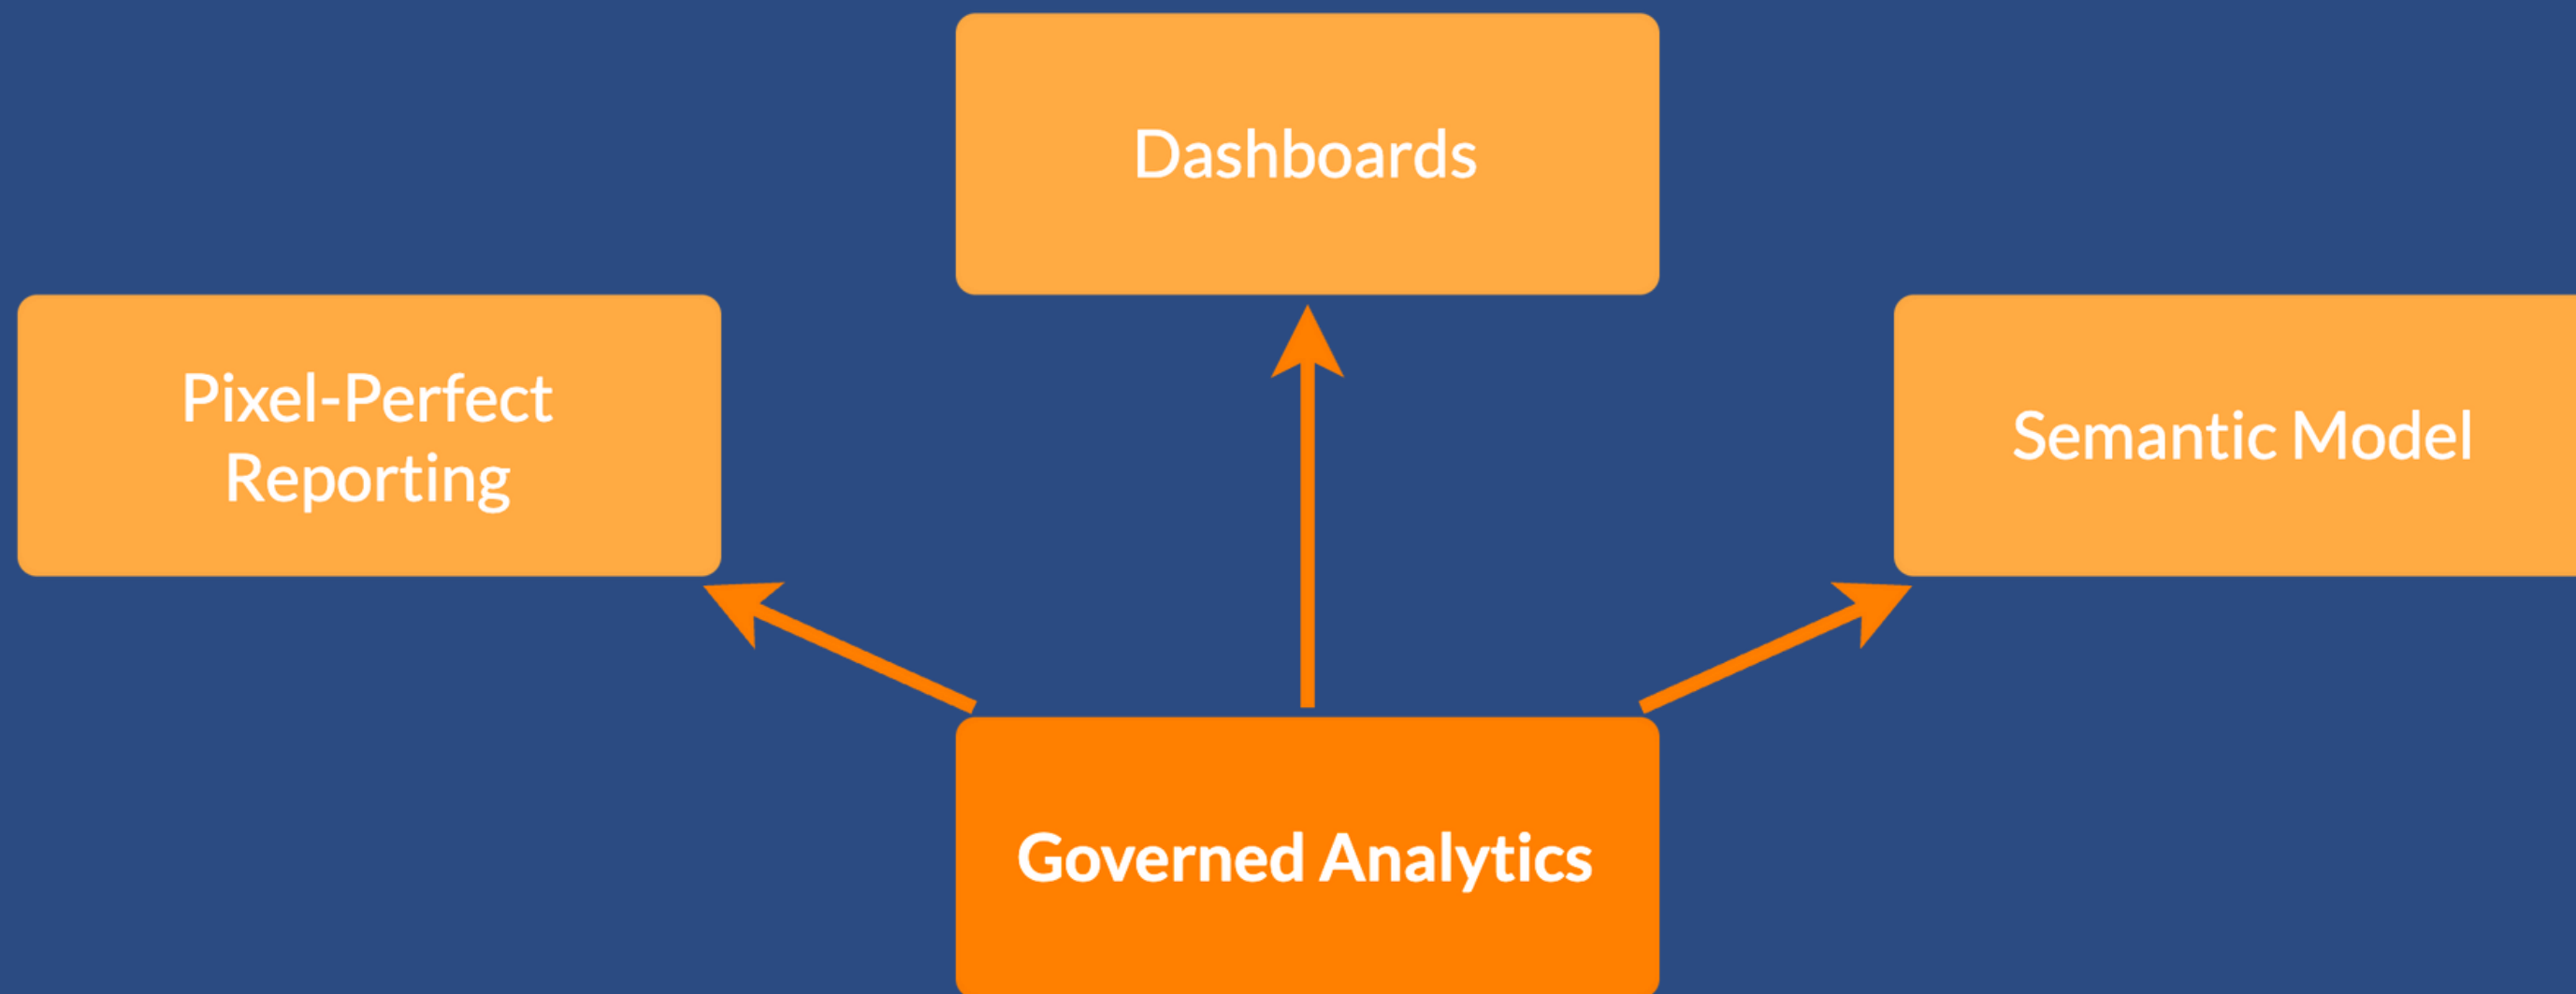 Dashboards
Pixel-Perfect
Reporting
Semantic Model
Governed Analytics